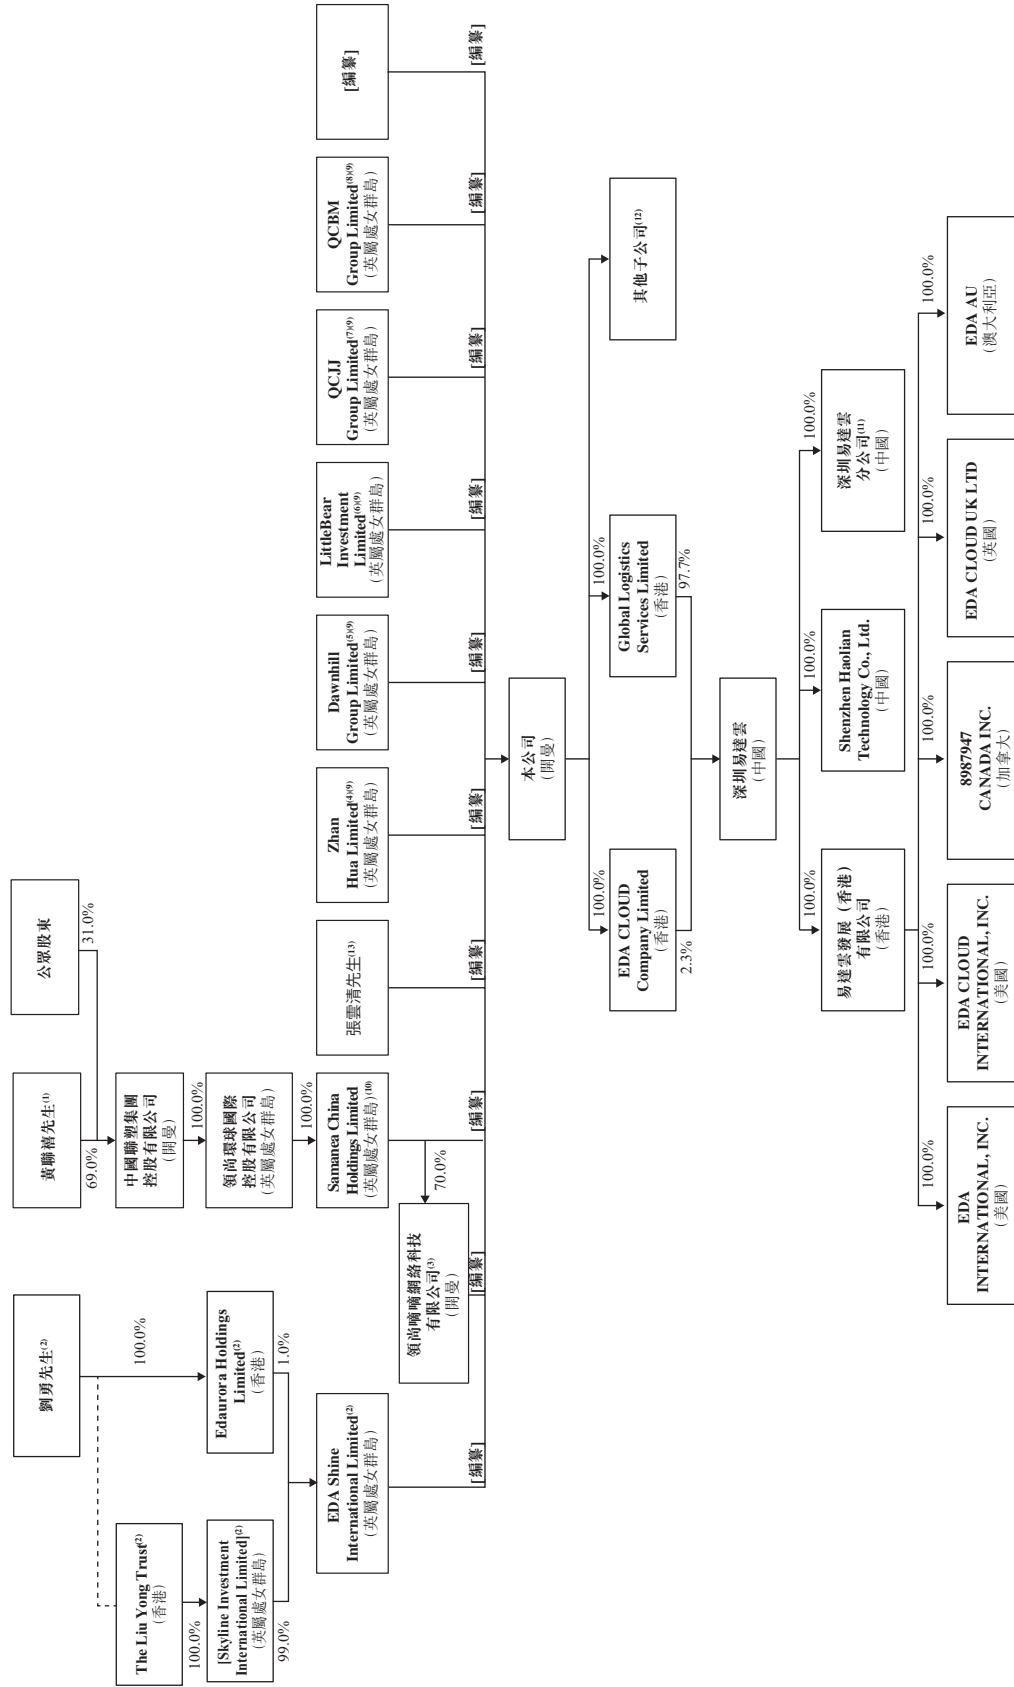 劉勇先生(2)
黃聯禧先生(1)
公眾股東
100.0%
69.0%
31.0%
The Liu Yong Trust(2)
(香港)
中國聯塑集團
控股有限公司
(開曼)
100.0%
100.0%
[Skyline Investment
International Limited](2)
(英屬處女群島)
Edaurora Holdings
Limited(2)
(香港)
領尚環球國際
控股有限公司
(英屬處女群島)
99.0%
1.0%
100.0%
EDA Shine
International Limited(2)
(英屬處女群島)
Samanea China
Holdings Limited
(英屬處女群島)(10)
張雲清先生(13)
Zhan
Hua Limited(4)(9)
(英屬處女群島)
Dawnhill
Group Limited(5)(9)
(英屬處女群島)
LittleBear
Investment
Limited(6)(9)
(英屬處女群島)
QCJJ
Group Limited(7)(9)
(英屬處女群島)
QCBM
Group Limited(8)(9)
(英屬處女群島)
[編纂]
領尚嘀嘀網絡科技
有限公司(3)
(開曼)
70.0%
[編纂]
[編纂]
[編纂]
[編纂]
[編纂]
[編纂]
[編纂]
[編纂]
[編纂]
[編纂]
本公司
(開曼)
100.0%
100.0%
EDA CLOUD
Company Limited
(香港)
Global Logistics
Services Limited
(香港)
其他子公司(12)
2.3%
97.7%
深圳易達雲
(中國)
100.0%
100.0%
100.0%
易達雲發展(香港)
有限公司
(香港)
Shenzhen Haolian
Technology Co., Ltd.
(中國)
深圳易達雲
分公司(11)
(中國)
100.0%
100.0%
100.0%
100.0%
100.0%
EDA
INTERNATIONAL, INC.
(美國)
EDA CLOUD
INTERNATIONAL, INC.
(美國)
8987947
CANADA INC.
(加拿大)
EDA CLOUD UK LTD
(英國)
EDA AU
(澳大利亞)